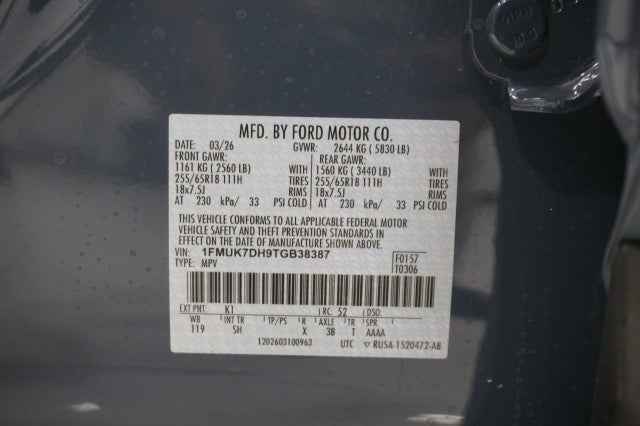 MFD. BY FORD MOTOR CO.
DATE: 03/26 GVWR: 2644 KG ( 5830 LB)
FRONT GAWR: REAR GAWR:
1161 KG ( 2560 LB) WITH 1560 KG ( 3440 LB) WITH
255/65R18 111H TIRES 255/65R18 111H TIRES
18x7.5J RIMS 18x7.5J RIMS
AT 230 kPa/ 33 PSI COLD AT 230 kPa/ 33 PSI COLD
THIS VEHICLE CONFORMS TO ALL APPLICABLE FEDERAL MOTOR
VEHICLE SAFETY AND THEFT PREVENTION STANDARDS IN
EFFECT ON THE DATE OF MANUFACTURE SHOWN ABOVE.
VIN: 1FMUK7DH9TGB38387 F0157
TYPE: MPV T0306
EXT PNT: K1 RC: 52 DSO:
WB INT TR TP/PS R AXLE TR SPR
119 SH X 3B T AAAA
1202603100963 UTC ▽ RU5A-1520472-AB